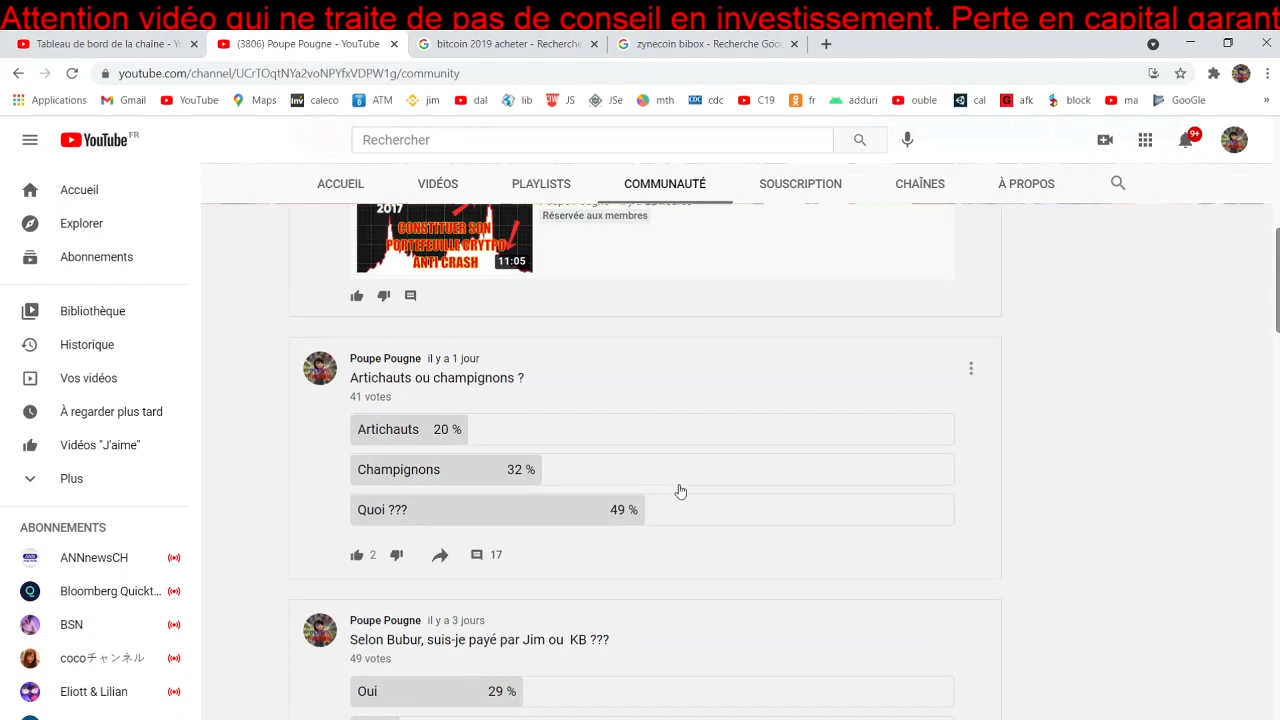 Attention vidéo qui ne traite de pas de conseil en investissement. Perte en capital garant
Tableau de bord de la chaîne - Yo
(3806) Poupe Pougne - YouTube
bitcoin 2019 acheter - Recherche
zynecoin bibox - Recherche Goo
youtube.com/channel/UCrTOqtNYa2voNPYfxVDPW1g/community
Applications
Gmail
YouTube
Maps
caleco
ATM
jim
dal
lib
JS
JSe
mth
cdc
C19
fr
adduri
ouble
cal
afk
block
ma
GooGle
»
YouTube FR
Rechercher
9+
ACCUEIL
VIDÉOS
PLAYLISTS
COMMUNAUTÉ
SOUSCRIPTION
CHAÎNES
À PROPOS
Accueil
Explorer
Abonnements
Bibliothèque
Historique
Vos vidéos
À regarder plus tard
Vidéos "J'aime"
Plus
ABONNEMENTS
ANNnewsCH
Bloomberg Quickt...
BSN
cocoチャンネル
Eliott & Lilian
2017
CONSTITUER SON
PORTEFEUILLE CRYTPO
ANTI CRASH
11:05
Réservée aux membres
Poupe Pougne il y a 1 jour
Artichauts ou champignons ?
41 votes
Artichauts 20 %
Champignons 32 %
Quoi ??? 49 %
2
17
Poupe Pougne il y a 3 jours
Selon Bubur, suis-je payé par Jim ou KB ???
49 votes
Oui 29 %